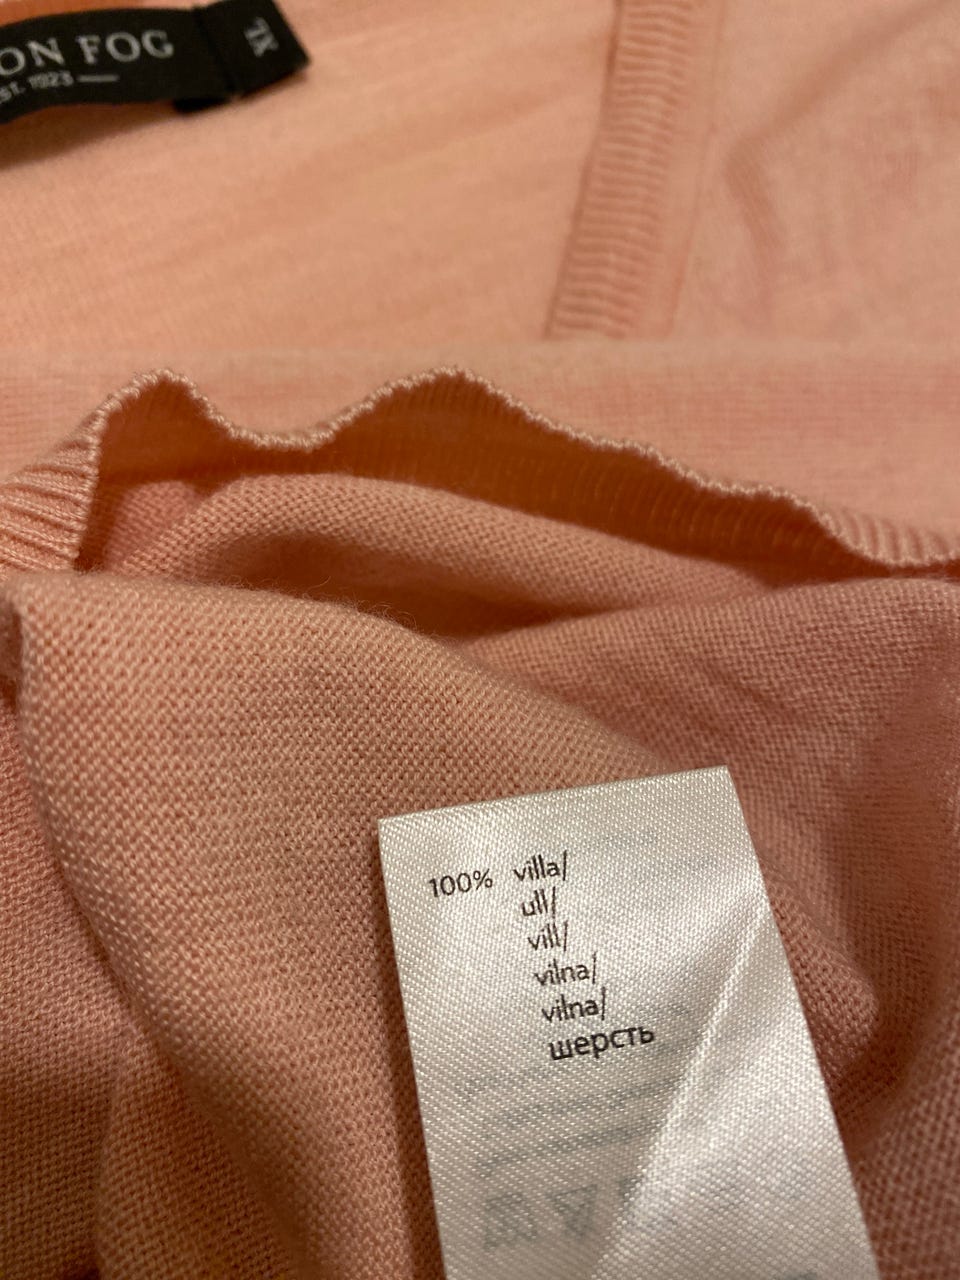 ON FOG
EST. 1923
XL
100% villa/
ull/
vill/
vilna/
vilna/
шерсть